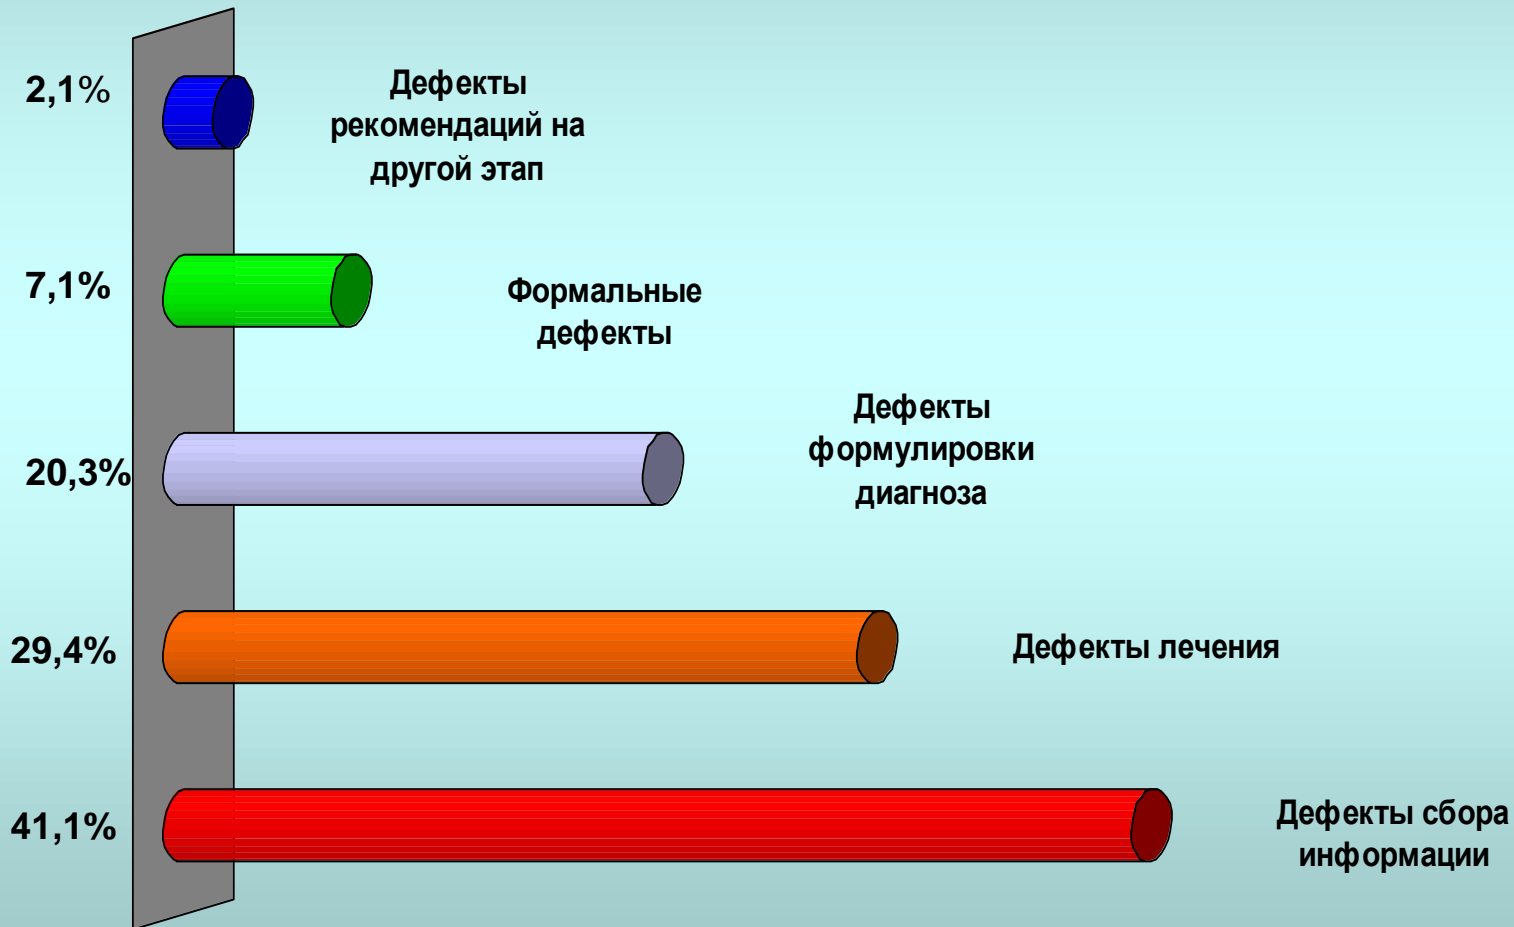 2,1%
Дефекты
рекомендаций на
другой этап
7,1%
Формальные
дефекты
20,3%
Дефекты
формулировки
диагноза
29,4%
Дефекты лечения
41,1%
Дефекты сбора
информации